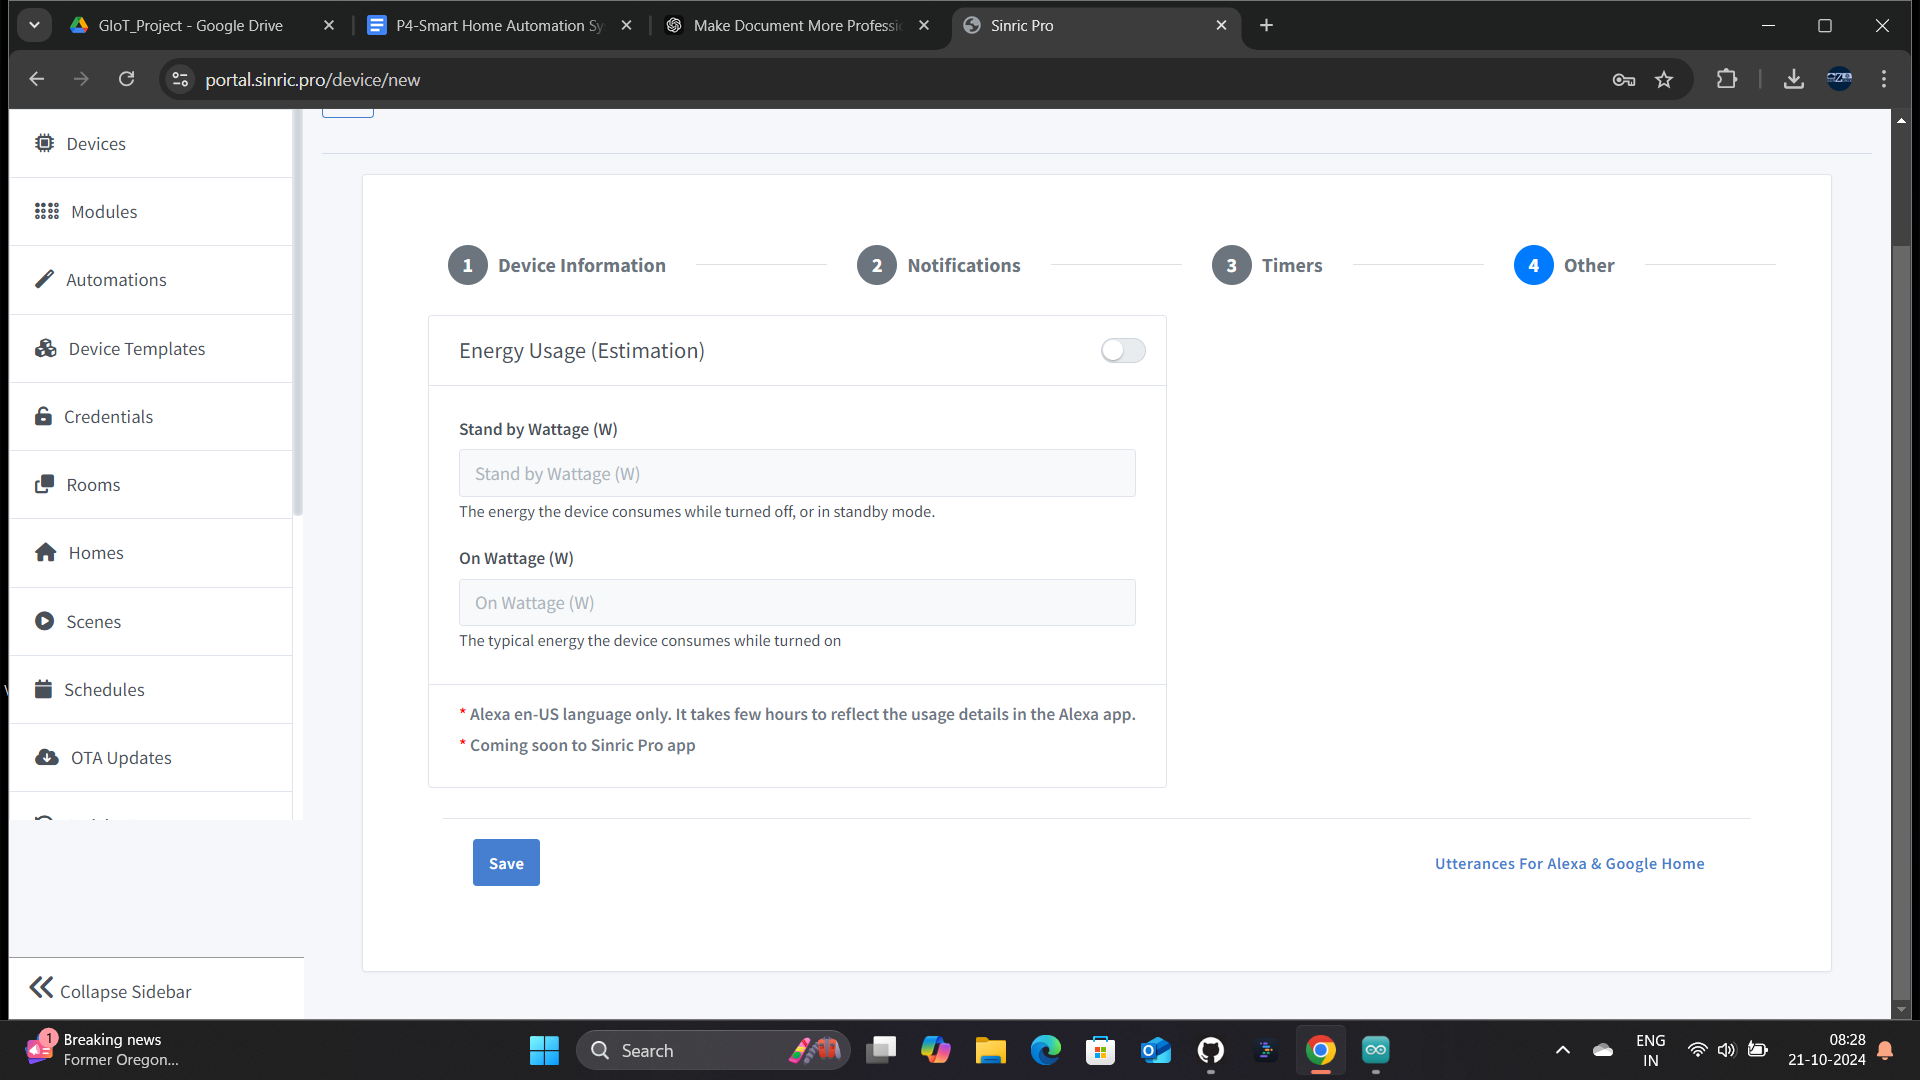 GIoT_Project - Google Drive
P4-Smart Home Automation Sy
Make Document More Professi
Sinric Pro
portal.sinric.pro/device/new
Devices
Modules
Automations
Device Templates
Credentials
Rooms
Homes
Scenes
Schedules
OTA Updates
Collapse Sidebar
1 Device Information
2 Notifications
3 Timers
4 Other
Energy Usage (Estimation)
Stand by Wattage (W)
Stand by Wattage (W)
The energy the device consumes while turned off, or in standby mode.
On Wattage (W)
On Wattage (W)
The typical energy the device consumes while turned on
* Alexa en-US language only. It takes few hours to reflect the usage details in the Alexa app.
* Coming soon to Sinric Pro app
Save
Utterances For Alexa & Google Home
1
Breaking news
Former Oregon...
Search
ENG
IN
08:28
21-10-2024